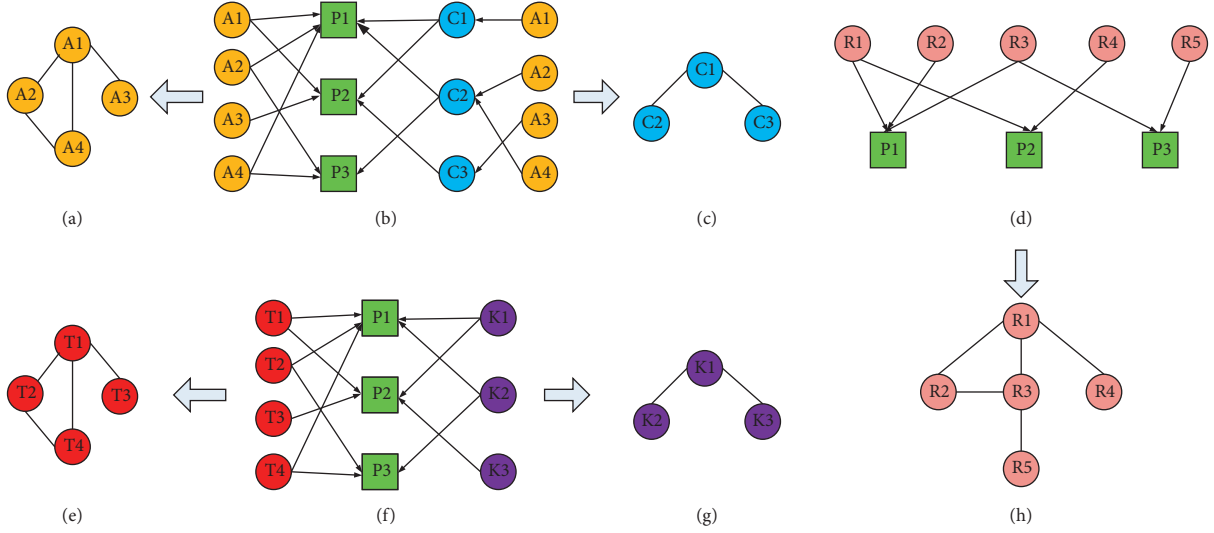 A1 P1 C1 A1
A1
A2 A3
A4
A2 P2 C2 A2
A3 A3
A4 P3 C3 A4
C1
C2 C3
R1 R2 R3 R4 R5
P1 P2 P3
(a) (b) (c) (d)
T1
T2 T3
T4
T1 P1 K1
T2
P2 K2
T3
T4 P3 K3
K1
K2 K3
R1
R2 R3 R4
R5
(e) (f) (g) (h)